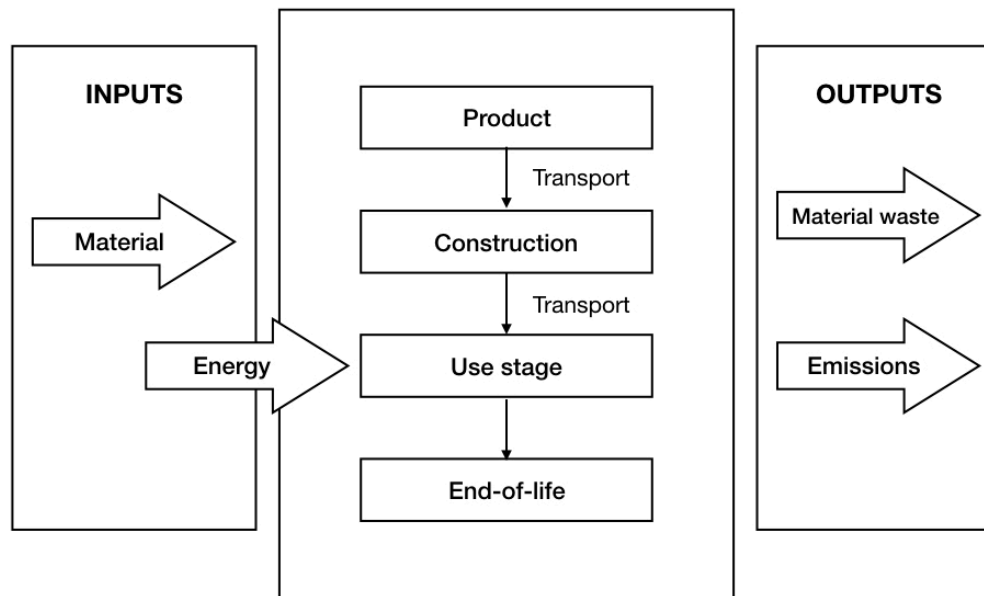 INPUTS
Material
Energy
Product
Transport
Construction
Transport
Use stage
End-of-life
OUTPUTS
Material waste
Emissions